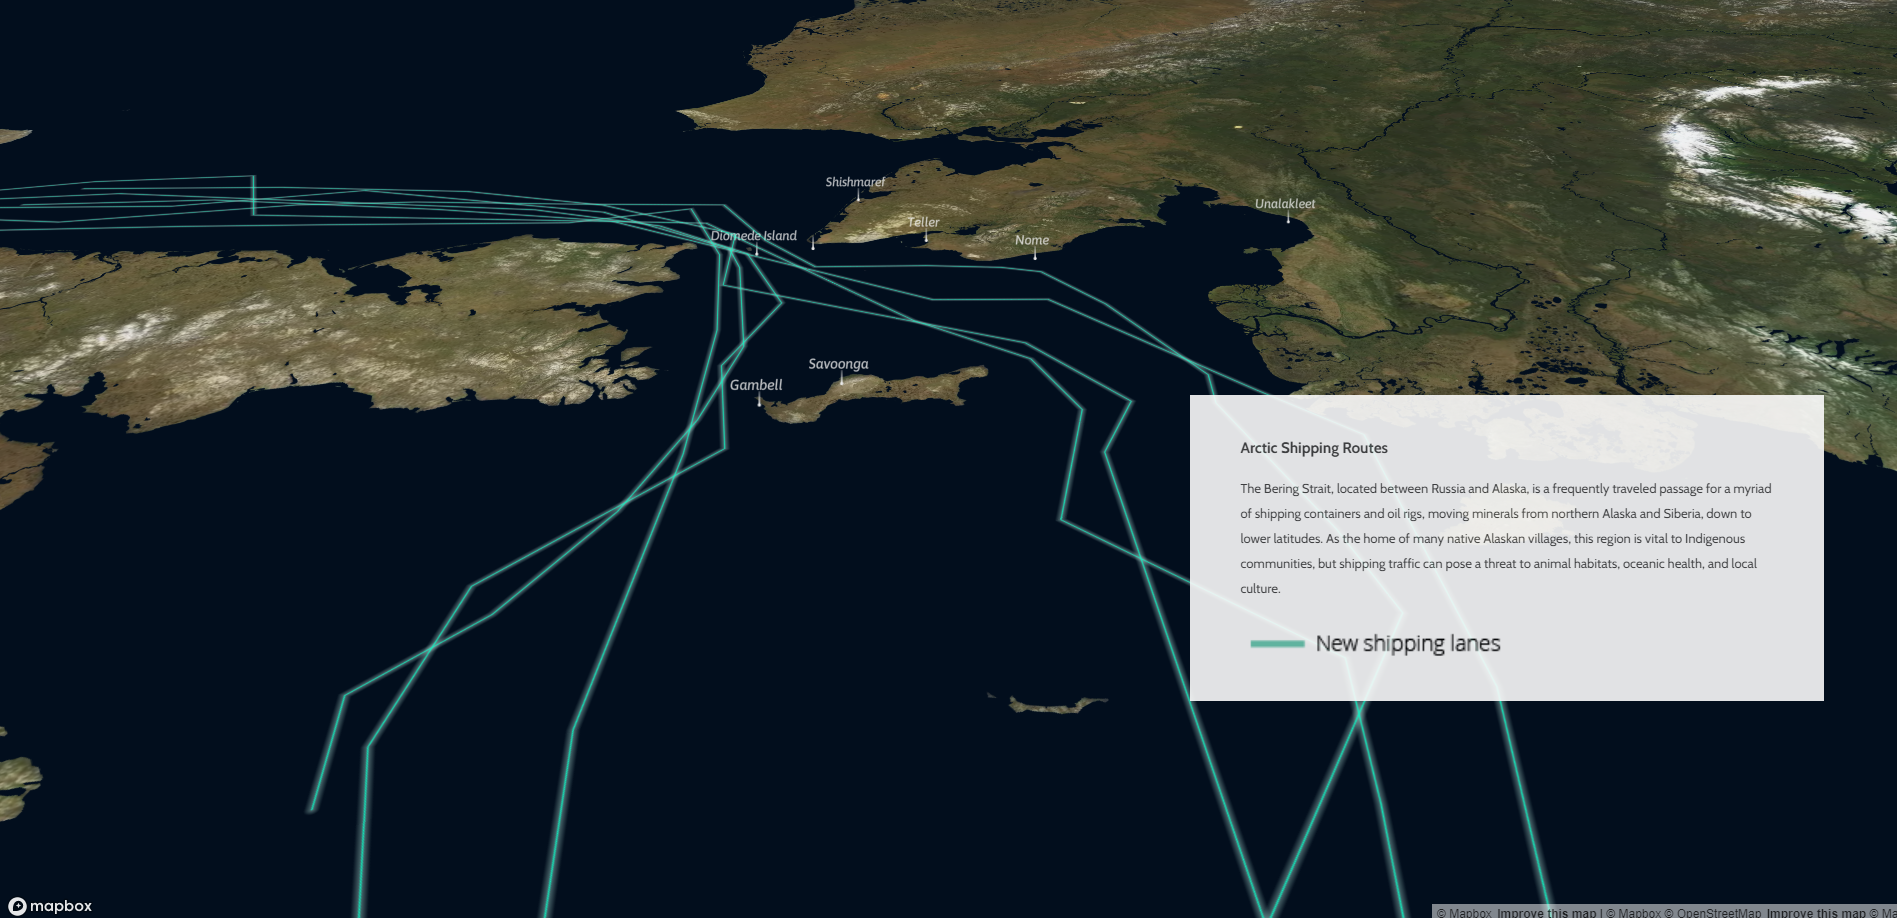 Shishmaref
Unalakleet
Teller
Diomede Island
Nome
Savoonga
Gambell
Arctic Shipping Routes
The Bering Strait, located between Russia and Alaska, is a frequently traveled passage for a myriad
of shipping containers and oil rigs, moving minerals from northern Alaska and Siberia, down to
lower latitudes. As the home of many native Alaskan villages, this region is vital to Indigenous
communities, but shipping traffic can pose a threat to animal habitats, oceanic health, and local
culture.
New shipping lanes
mapbox
© Mapbox Improve this map | © Mapbox © OpenStreetMap Improve this map ©